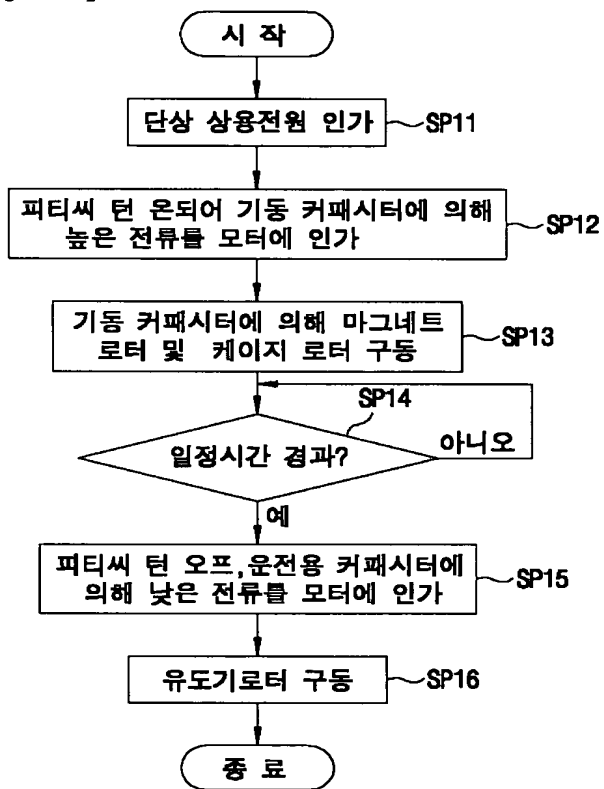 시 작
단상 상용전원 인가
SP11
피티씨 턴 온되어 기동 커패시터에 의해
높은 전류를 모터에 인가
SP12
기동 커패시터에 의해 마그네트
로터 및 케이지 로터 구동
SP13
SP14
일정시간 경과?
아니오
예
피티씨 턴 오프,운전용 커패시터에
의해 낮은 전류를 모터에 인가
SP15
유도기로터 구동
SP16
종 료